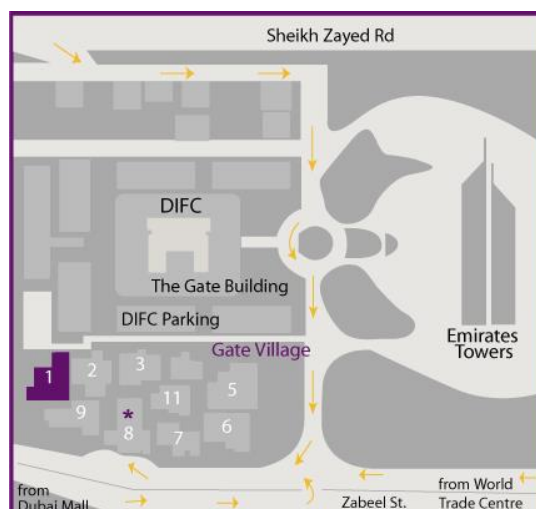 Sheikh Zayed Rd
DIFC
The Gate Building
DIFC Parking
Gate Village
Emirates
Towers
1
2
3
5
11
9
*
8
7
6
from
Dubai Mall
Zabeel St.
from World
Trade Centre